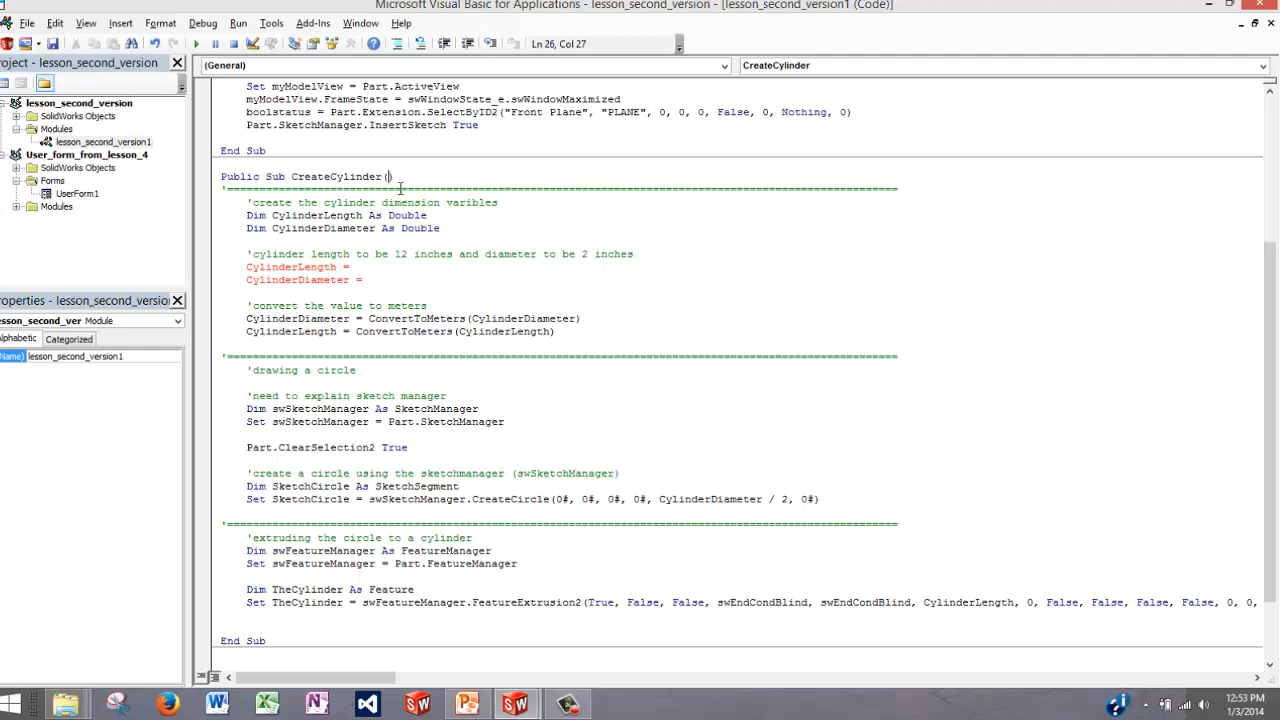 Microsoft Visual Basic for Applications - lesson_second_version - [lesson_second_version1 (Code)]
File Edit View Insert Format Debug Run Tools Add-Ins Window Help
Ln 26, Col 27
roject - lesson_second_version
(General)
CreateCylinder
lesson_second_version
SolidWorks Objects
Modules
lesson_second_version1
User_form_from_lesson_4
SolidWorks Objects
Forms
UserForm1
Modules
roperties - lesson_second_versio
esson_second_ver Module
lphabetic Categorized
Name) lesson_second_version1
Set myModelView = Part.ActiveView
myModelView.FrameState = swWindowState_e.swWindowMaximized
boolstatus = Part.Extension.SelectByID2("Front Plane", "PLANE", 0, 0, 0, False, 0, Nothing, 0)
Part.SketchManager.InsertSketch True
End Sub
Public Sub CreateCylinder()
'create the cylinder dimension varibles
Dim CylinderLength As Double
Dim CylinderDiameter As Double
'cylinder length to be 12 inches and diameter to be 2 inches
CylinderLength =
CylinderDiameter =
'convert the value to meters
CylinderDiameter = ConvertToMeters(CylinderDiameter)
CylinderLength = ConvertToMeters(CylinderLength)
'drawing a circle
'need to explain sketch manager
Dim swSketchManager As SketchManager
Set swSketchManager = Part.SketchManager
Part.ClearSelection2 True
'create a circle using the sketchmanager (swSketchManager)
Dim SketchCircle As SketchSegment
Set SketchCircle = swSketchManager.CreateCircle(0#, 0#, 0#, 0#, CylinderDiameter / 2, 0#)
'extruding the circle to a cylinder
Dim swFeatureManager As FeatureManager
Set swFeatureManager = Part.FeatureManager
Dim TheCylinder As Feature
Set TheCylinder = swFeatureManager.FeatureExtrusion2(True, False, False, swEndCondBlind, swEndCondBlind, CylinderLength, 0, False, False, False, False, 0, 0,
End Sub
12:53 PM
1/3/2014